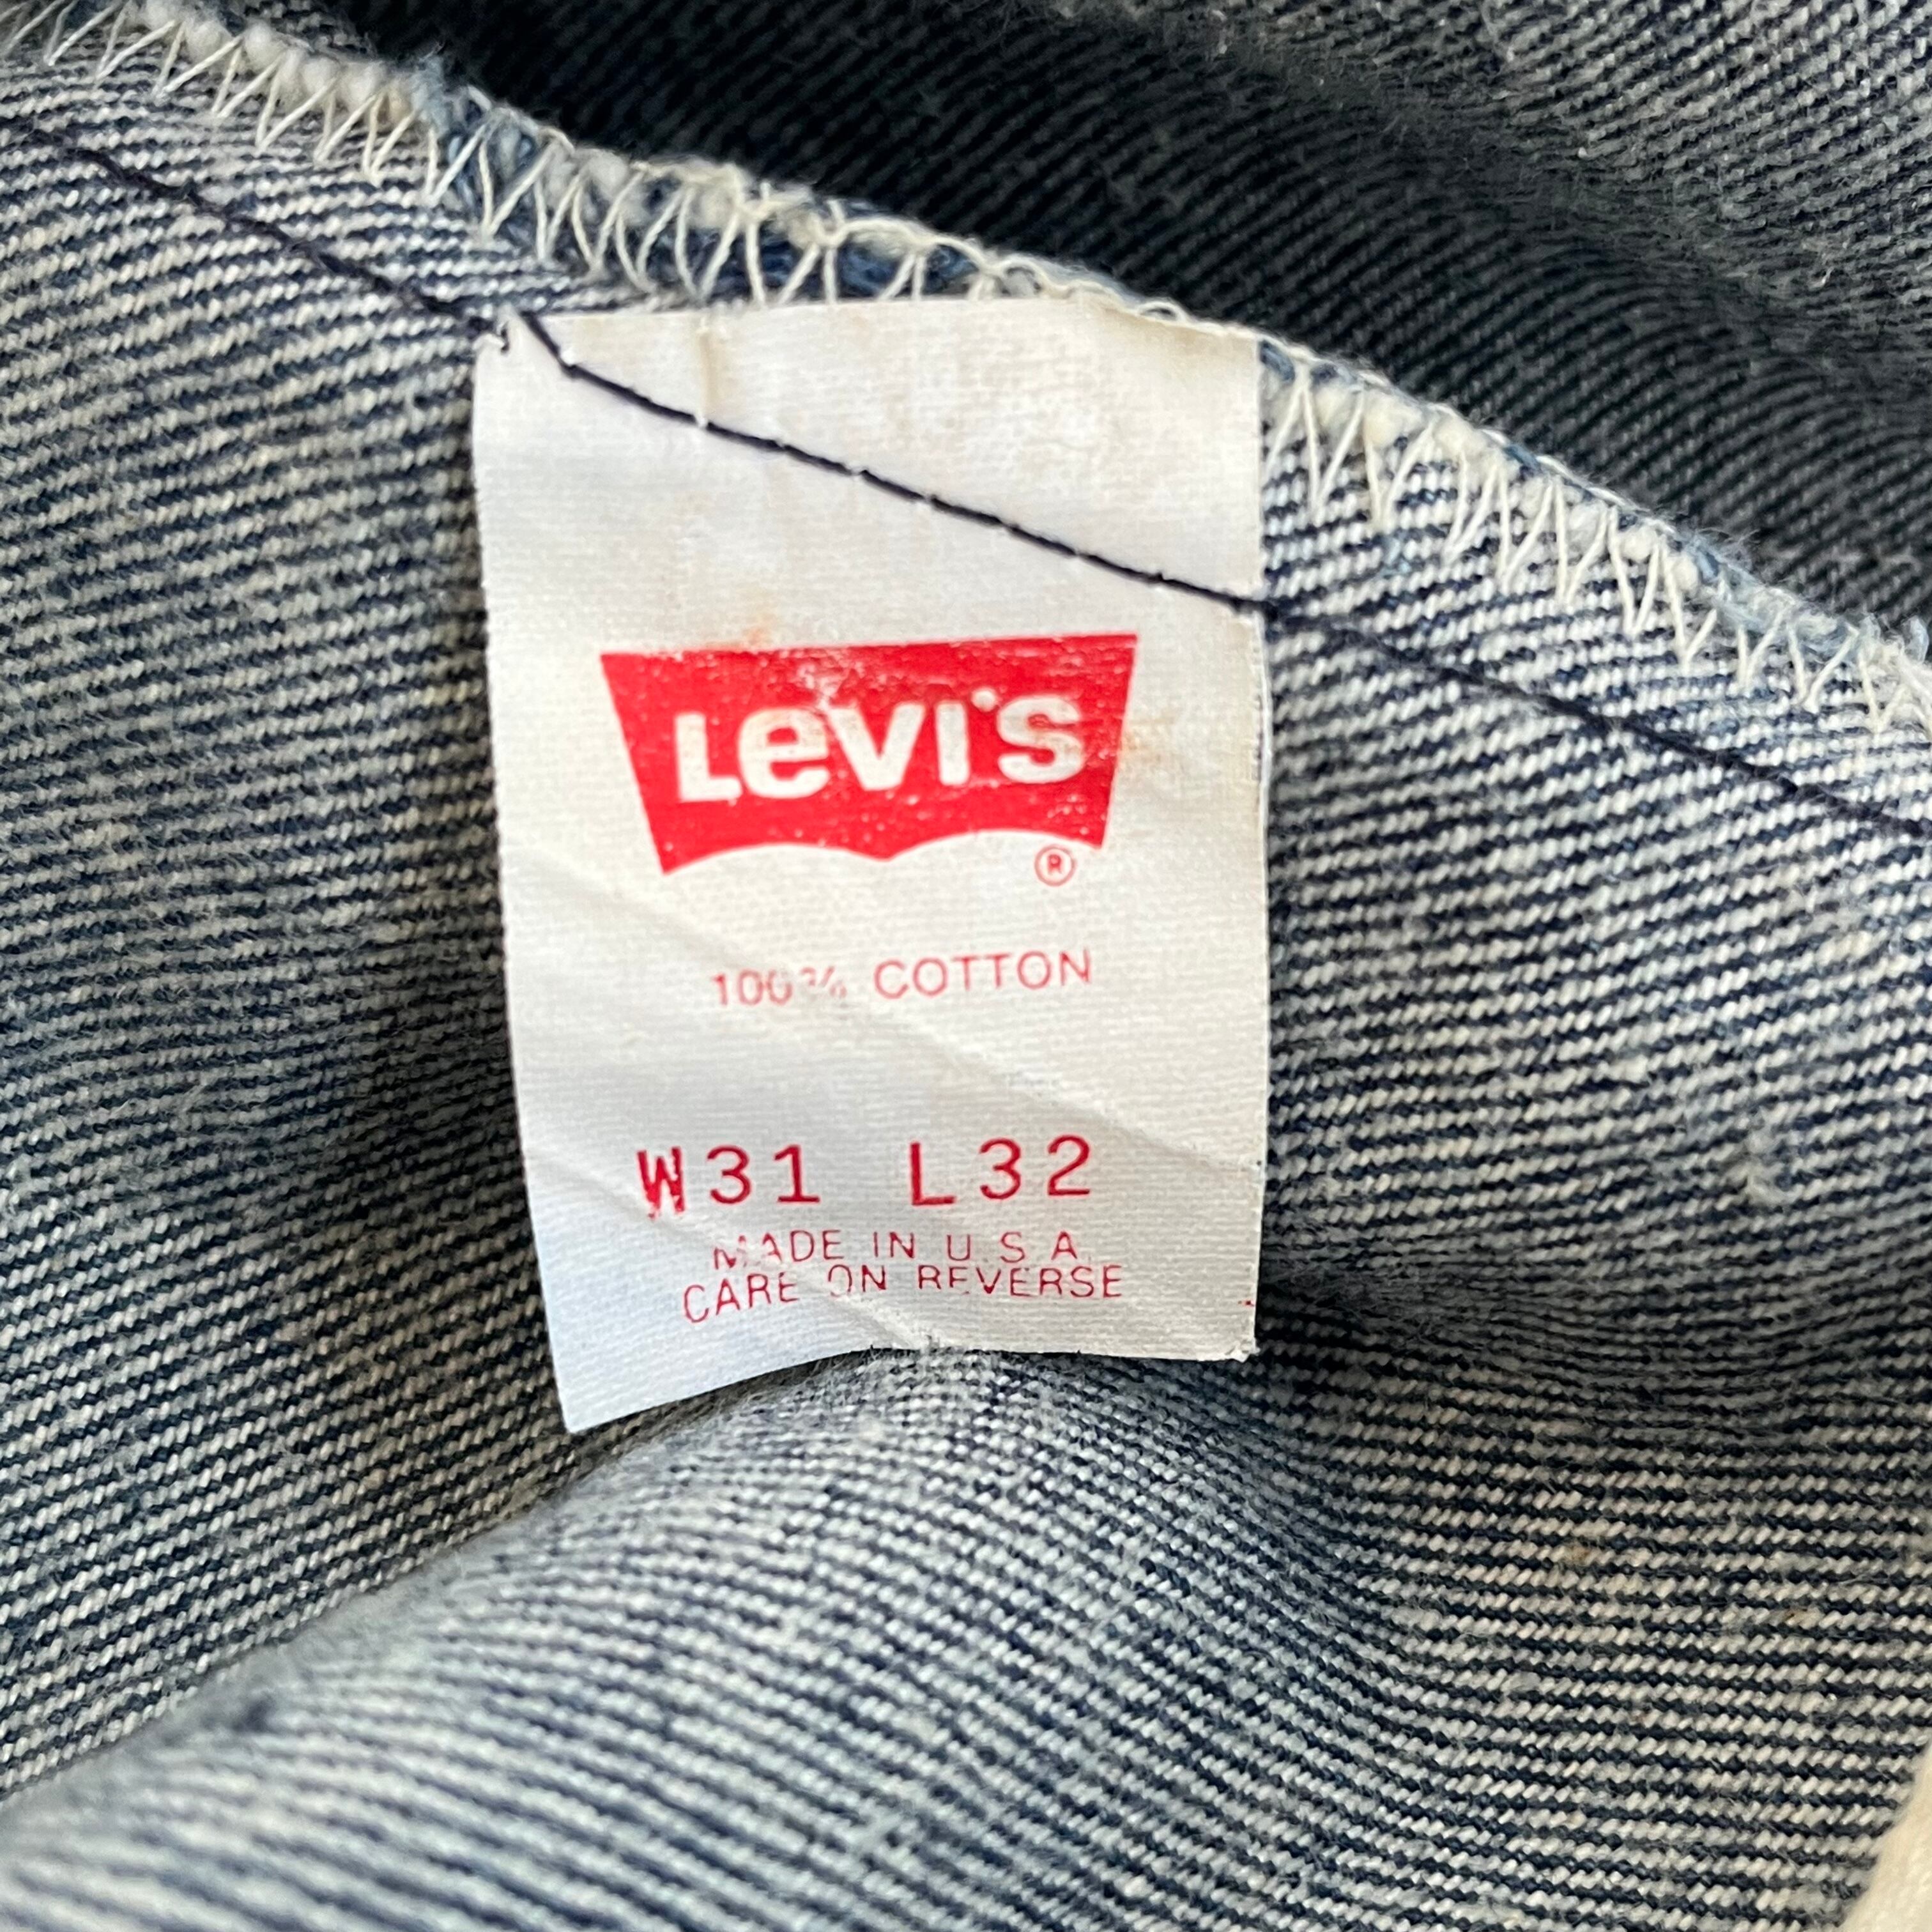 Levi's
®
100% COTTON
W31 L32
MADE IN U.S.A.
CARE ON REVERSE